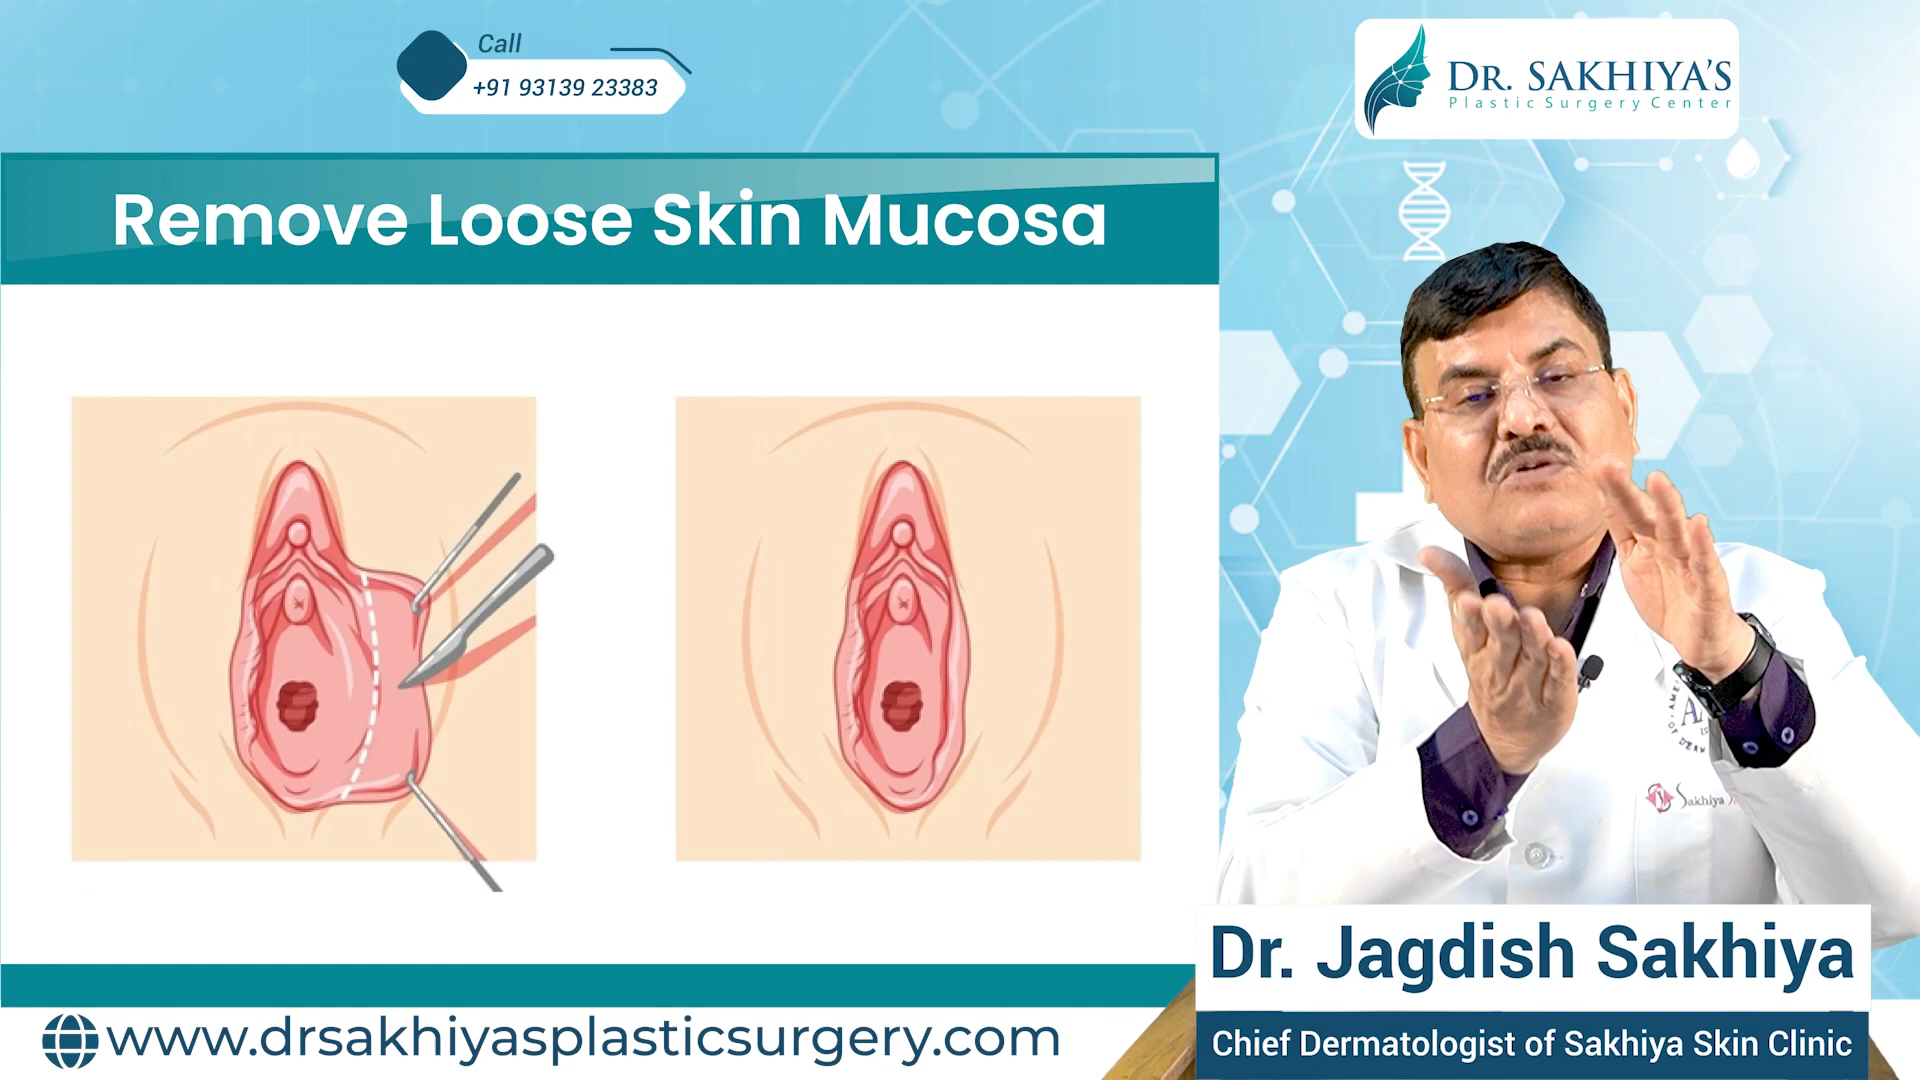 Call
+91 93139 23383
DR. SAKHIYA'S
Plastic Surgery Center
Remove Loose Skin Mucosa
Sakhiya
Dr. Jagdish Sakhiya
Chief Dermatologist of Sakhiya Skin Clinic
www.drsakhiyasplasticsurgery.com